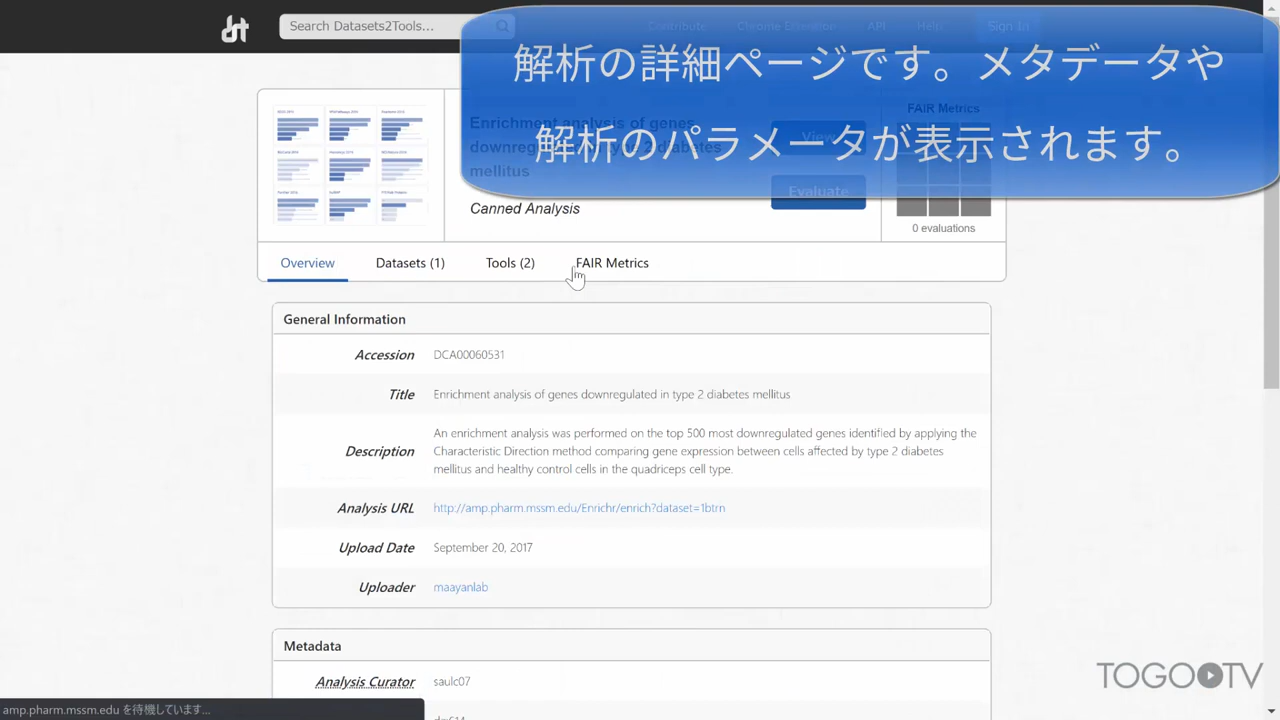 Search Datasets2Tools...
Contribute Chrome Extension API Help Sign In
解析の詳細ページです。メタデータや
解析のパラメータが表示されます。
Enrichment analysis of genes
downregulated in type 2 diabetes
mellitus
Canned Analysis
View
Evaluate
FAIR Metrics
0 evaluations
Overview Datasets (1) Tools (2) FAIR Metrics
General Information
Accession DCA00060531
Title Enrichment analysis of genes downregulated in type 2 diabetes mellitus
Description An enrichment analysis was performed on the top 500 most downregulated genes identified by applying the
Characteristic Direction method comparing gene expression between cells affected by type 2 diabetes
mellitus and healthy control cells in the quadriceps cell type.
Analysis URL http://amp.pharm.mssm.edu/Enrichr/enrich?dataset=1btrn
Upload Date September 20, 2017
Uploader maayanlab
Metadata
Analysis Curator saulc07
amp.pharm.mssm.edu を待機しています...
TOGO TV